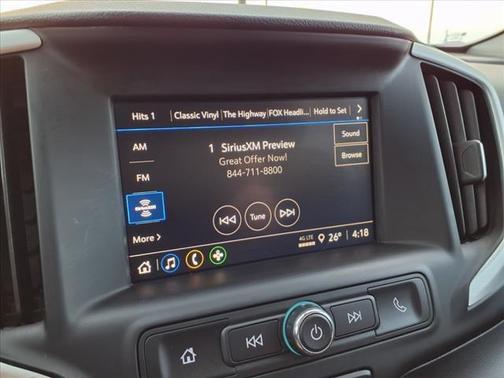 Hits 1 Classic Vinyl The Highway FOX Headli... Hold to Set
AM
1 SiriusXM Preview
Sound
Great Offer Now!
Browse
844-711-8800
FM
SIRIUSXM
Tune
More
4G LTE 26° 4:18